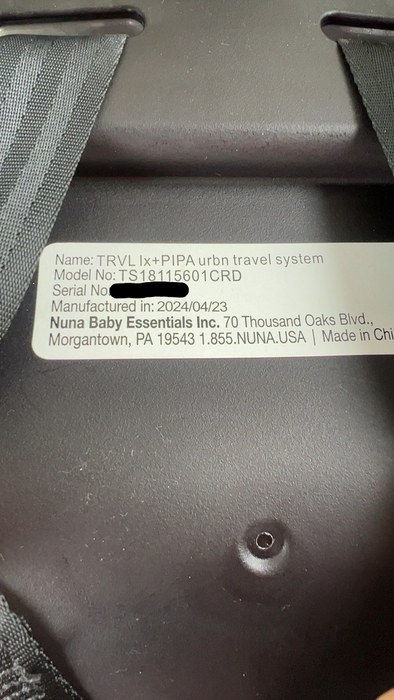 Name: TRVL lx+PIPA urbn travel system
Model No: TS18115601CRD
Serial No
Manufactured in: 2024/04/23
Nuna Baby Essentials Inc. 70 Thousand Oaks Blvd.,
Morgantown, PA 19543 1.855.NUNA.USA | Made in Chi